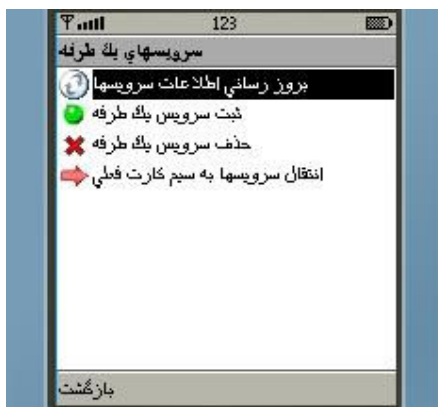 123
سرويسهاي يك طرفه
بروز رساني اطلاعات سرويسها
ثبت سرويس يك طرفه
حذف سرويس يك طرفه
انتقال سرويسها به سيم كارت فعلي
بازگشت